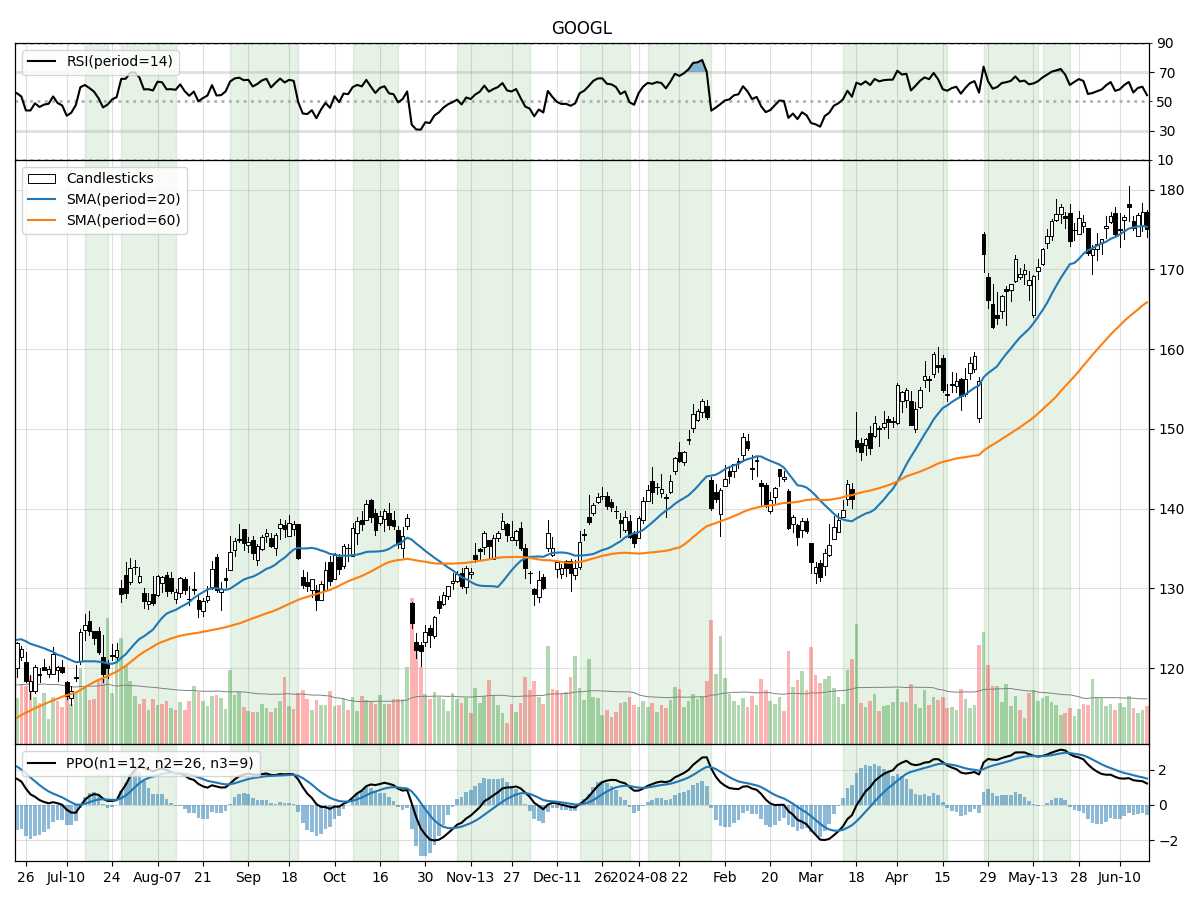 GOOGL
RSI(period=14)
90
70
50
30
10
Candlesticks
SMA(period=20)
SMA(period=60)
180
170
160
150
140
130
120
PPO(n1=12, n2=26, n3=9)
2
0
−2
26 Jul-10 24 Aug-07 21 Sep 18 Oct 16 30 Nov-13 27 Dec-11 26 2024-08 22 Feb 20 Mar 18 Apr 15 29 May-13 28 Jun-10